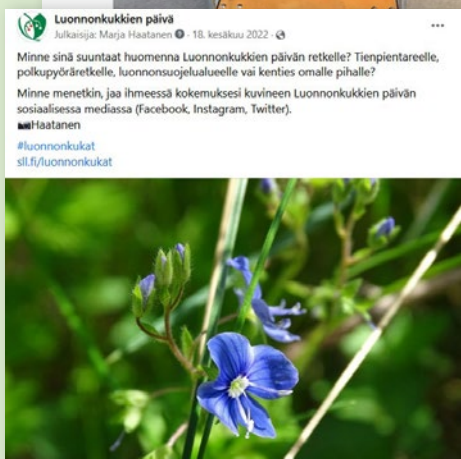 Luonnonkukkien päivä
Julkaisija: Marja Haatanen · 18. kesäkuu 2022 ·
Minne sinä suuntaat huomenna Luonnonkukkien päivän retkelle? Tienpientareelle,
polkupyöräretkelle, luonnonsuojelualueelle vai kenties omalle pihalle?
Minne menetkin, jaa ihmeessä kokemuksesi kuvineen Luonnonkukkien päivän
sosiaalisessa mediassa (Facebook, Instagram, Twitter).
📷Haatanen
#luonnonkukat
sll.fi/luonnonkukat